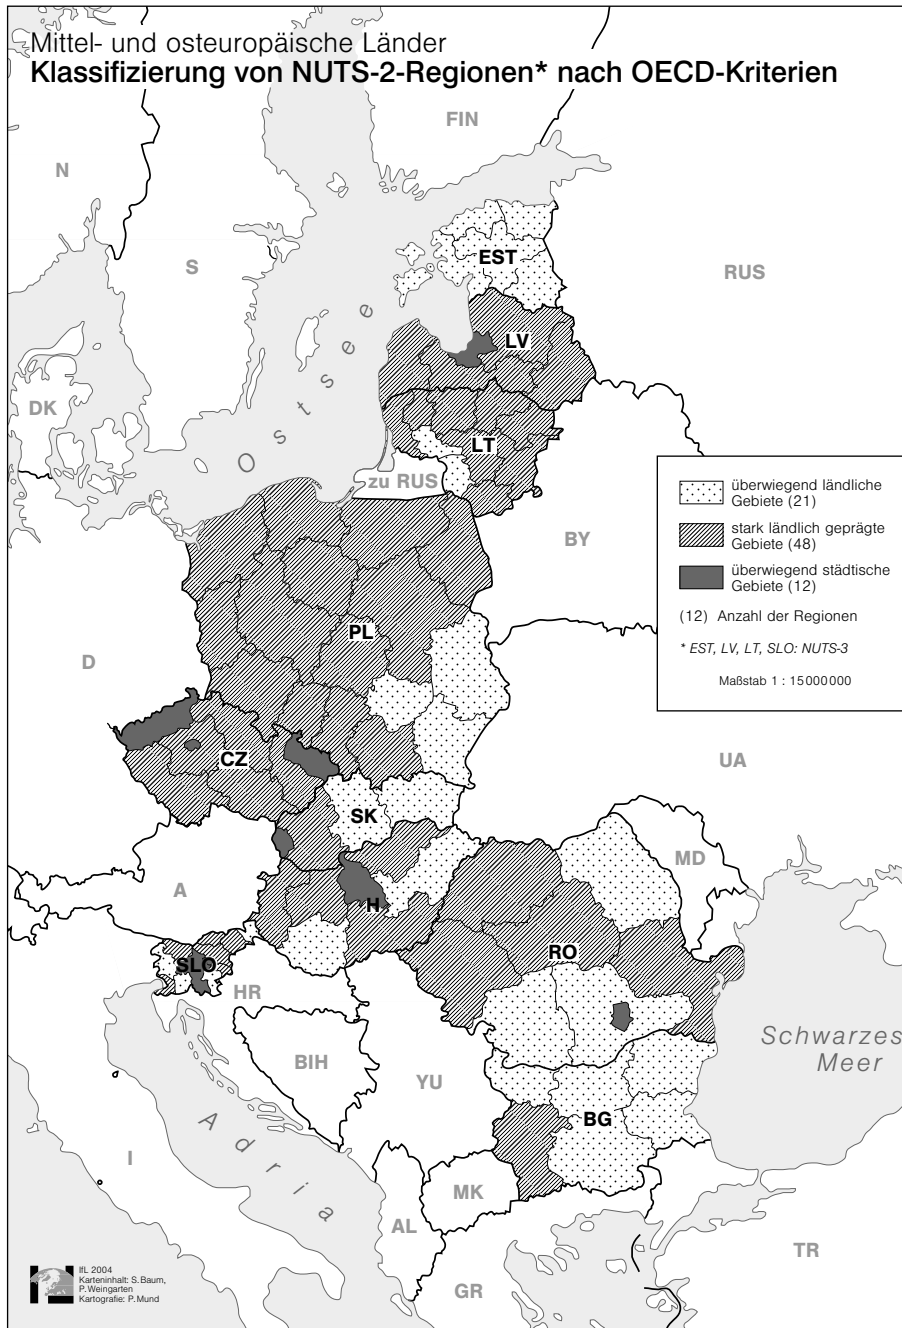 Mittel- und osteuropäische Länder
Klassifizierung von NUTS-2-Regionen* nach OECD-Kriterien
FIN
N
S
EST
RUS
Ostsee
LV
DK
LT
zu RUS
BY
überwiegend ländliche
Gebiete (21)
stark ländlich geprägte
Gebiete (48)
überwiegend städtische
Gebiete (12)
(12) Anzahl der Regionen
* EST, LV, LT, SLO: NUTS-3
Maßstab 1 : 15000000
PL
D
CZ
UA
SK
MD
A
H
RO
SLO
HR
Schwarzes
Meer
BIH
YU
BG
Adria
I
MK
AL
TR
GR
IfL 2004
Karteninhalt: S.Baum,
P.Weingarten
Kartografie: P.Mund